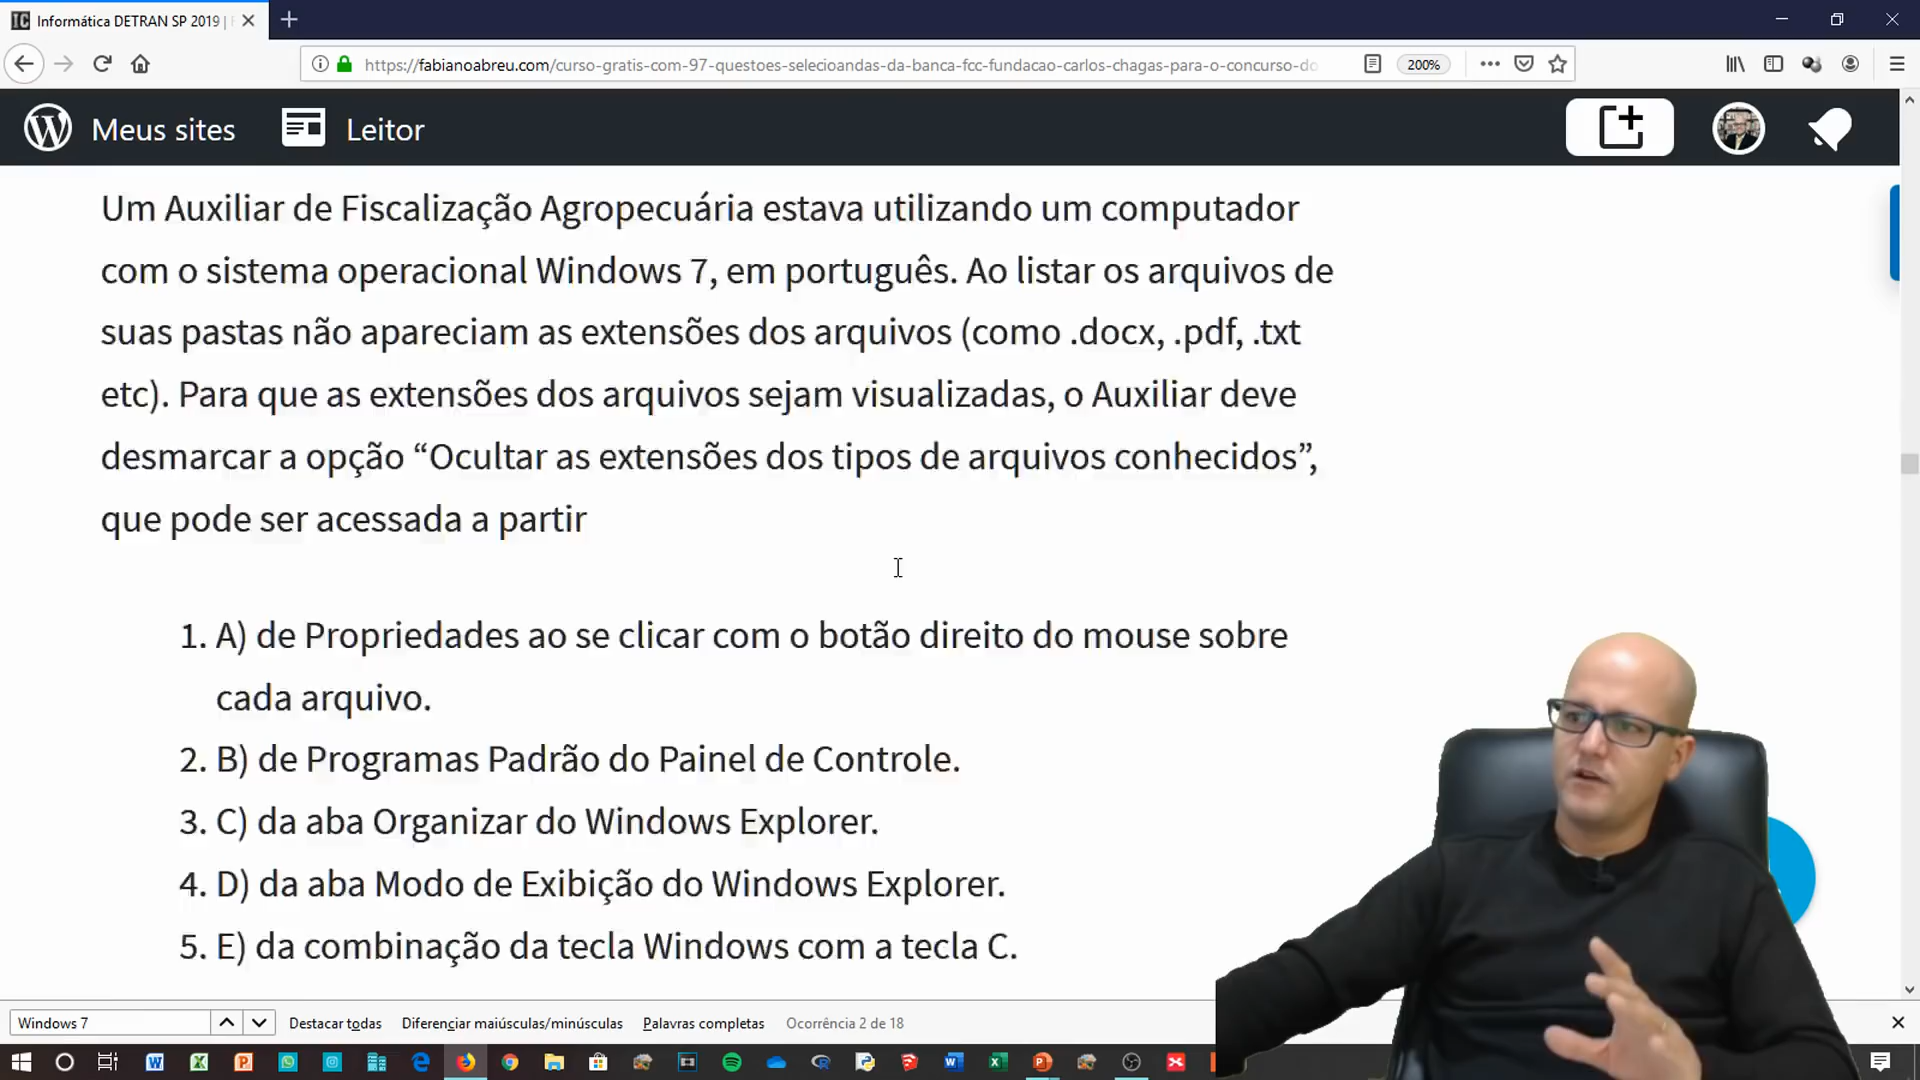 Informática DETRAN SP 2019 |
https://fabianoabreu.com/curso-gratis-com-97-questoes-selecioandas-da-banca-fcc-fundacao-carlos-chagas-para-o-concurso-do
200%
Meus sites
Leitor
Um Auxiliar de Fiscalização Agropecuária estava utilizando um computador
com o sistema operacional Windows 7, em português. Ao listar os arquivos de
suas pastas não apareciam as extensões dos arquivos (como .docx, .pdf, .txt
etc). Para que as extensões dos arquivos sejam visualizadas, o Auxiliar deve
desmarcar a opção “Ocultar as extensões dos tipos de arquivos conhecidos”,
que pode ser acessada a partir
1. A) de Propriedades ao se clicar com o botão direito do mouse sobre
cada arquivo.
2. B) de Programas Padrão do Painel de Controle.
3. C) da aba Organizar do Windows Explorer.
4. D) da aba Modo de Exibição do Windows Explorer.
5. E) da combinação da tecla Windows com a tecla C.
Windows 7
Destacar todas
Diferenciar maiúsculas/minúsculas
Palavras completas
Ocorrência 2 de 18